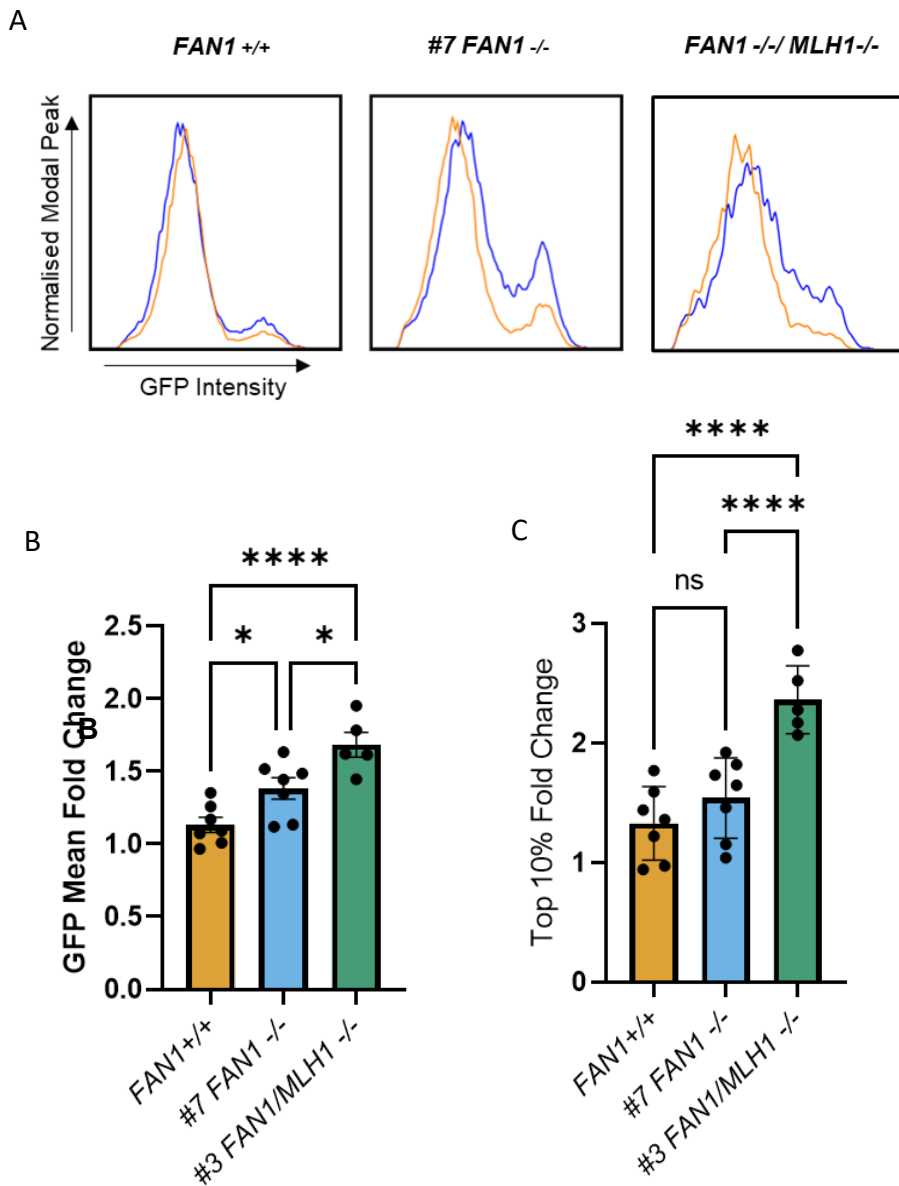 A
FAN1 +/+
#7 FAN1 -/-
FAN1 -/-/ MLH1-/-
Normalised Modal Peak
GFP Intensity
B
****
*
*
GFP Mean Fold Change
B
2.5
2.0
1.5
1.0
0.5
0.0
FAN1+/+
#7 FAN1 -/-
#3 FAN1/MLH1 -/-
C
****
****
ns
Top 10% Fold Change
3
2
1
0
FAN1+/+
#7 FAN1 -/-
#3 FAN1/MLH1 -/-